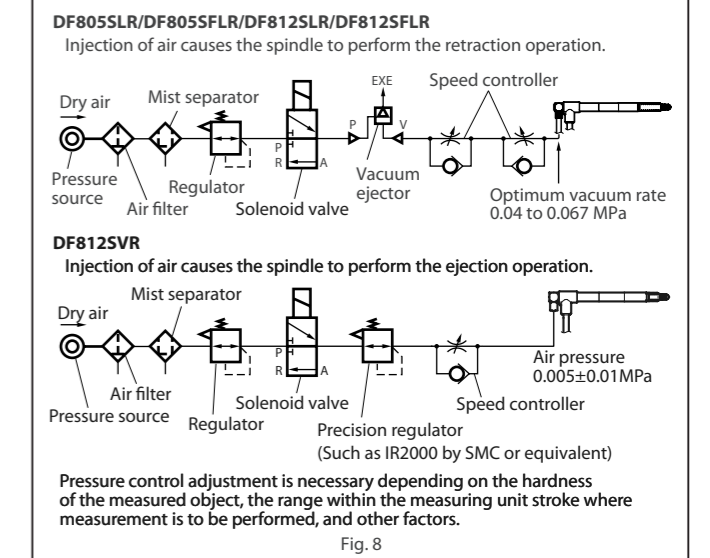 DF805SLR/DF805SFLR/DF812SLR/DF812SFLR
Injection of air causes the spindle to perform the retraction operation.
EXE
Speed controller
Dry air
Mist separator
P
V
P
R
A
Pressure
source
Air filter
Regulator
Solenoid valve
Vacuum
ejector
Optimum vacuum rate
0.04 to 0.067 MPa
DF812SVR
Injection of air causes the spindle to perform the ejection operation.
Mist separator
Dry air
P
R
A
Air pressure
0.005±0.01MPa
Air filter
Pressure source
Regulator
Solenoid valve
Speed controller
Precision regulator
(Such as IR2000 by SMC or equivalent)
Pressure control adjustment is necessary depending on the hardness
of the measured object, the range within the measuring unit stroke where
measurement is to be performed, and other factors.
Fig. 8